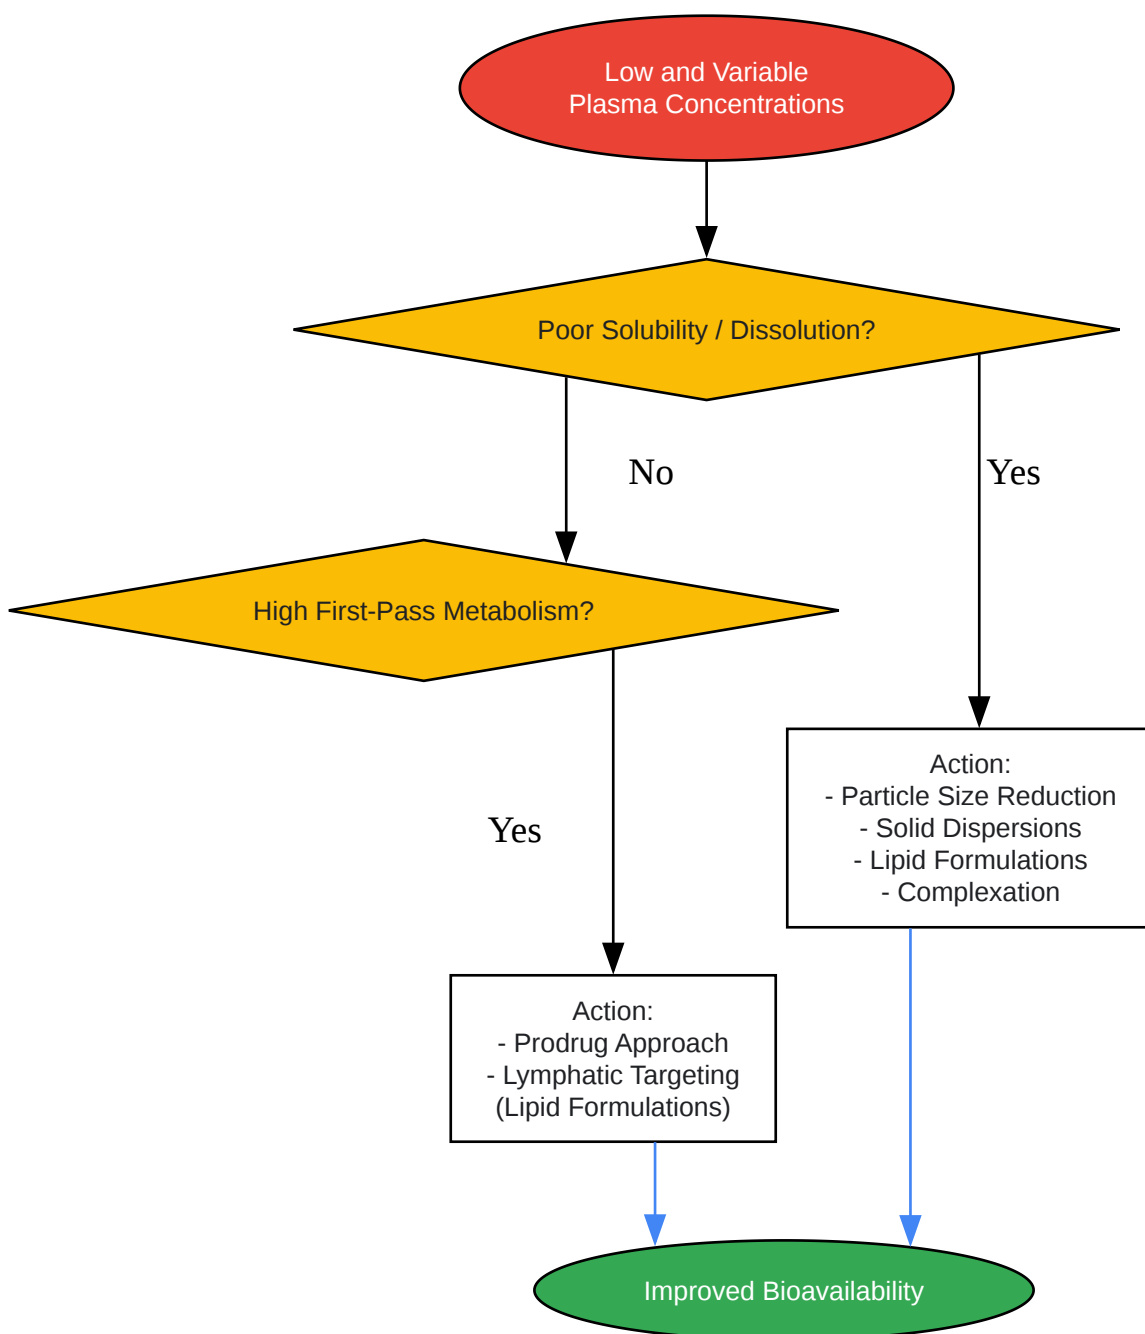 Low and Variable
Plasma Concentrations
Poor Solubility / Dissolution?
No
Yes
High First-Pass Metabolism?
Action:
- Particle Size Reduction
- Solid Dispersions
- Lipid Formulations
- Complexation
Yes
Action:
- Prodrug Approach
- Lymphatic Targeting
(Lipid Formulations)
Improved Bioavailability